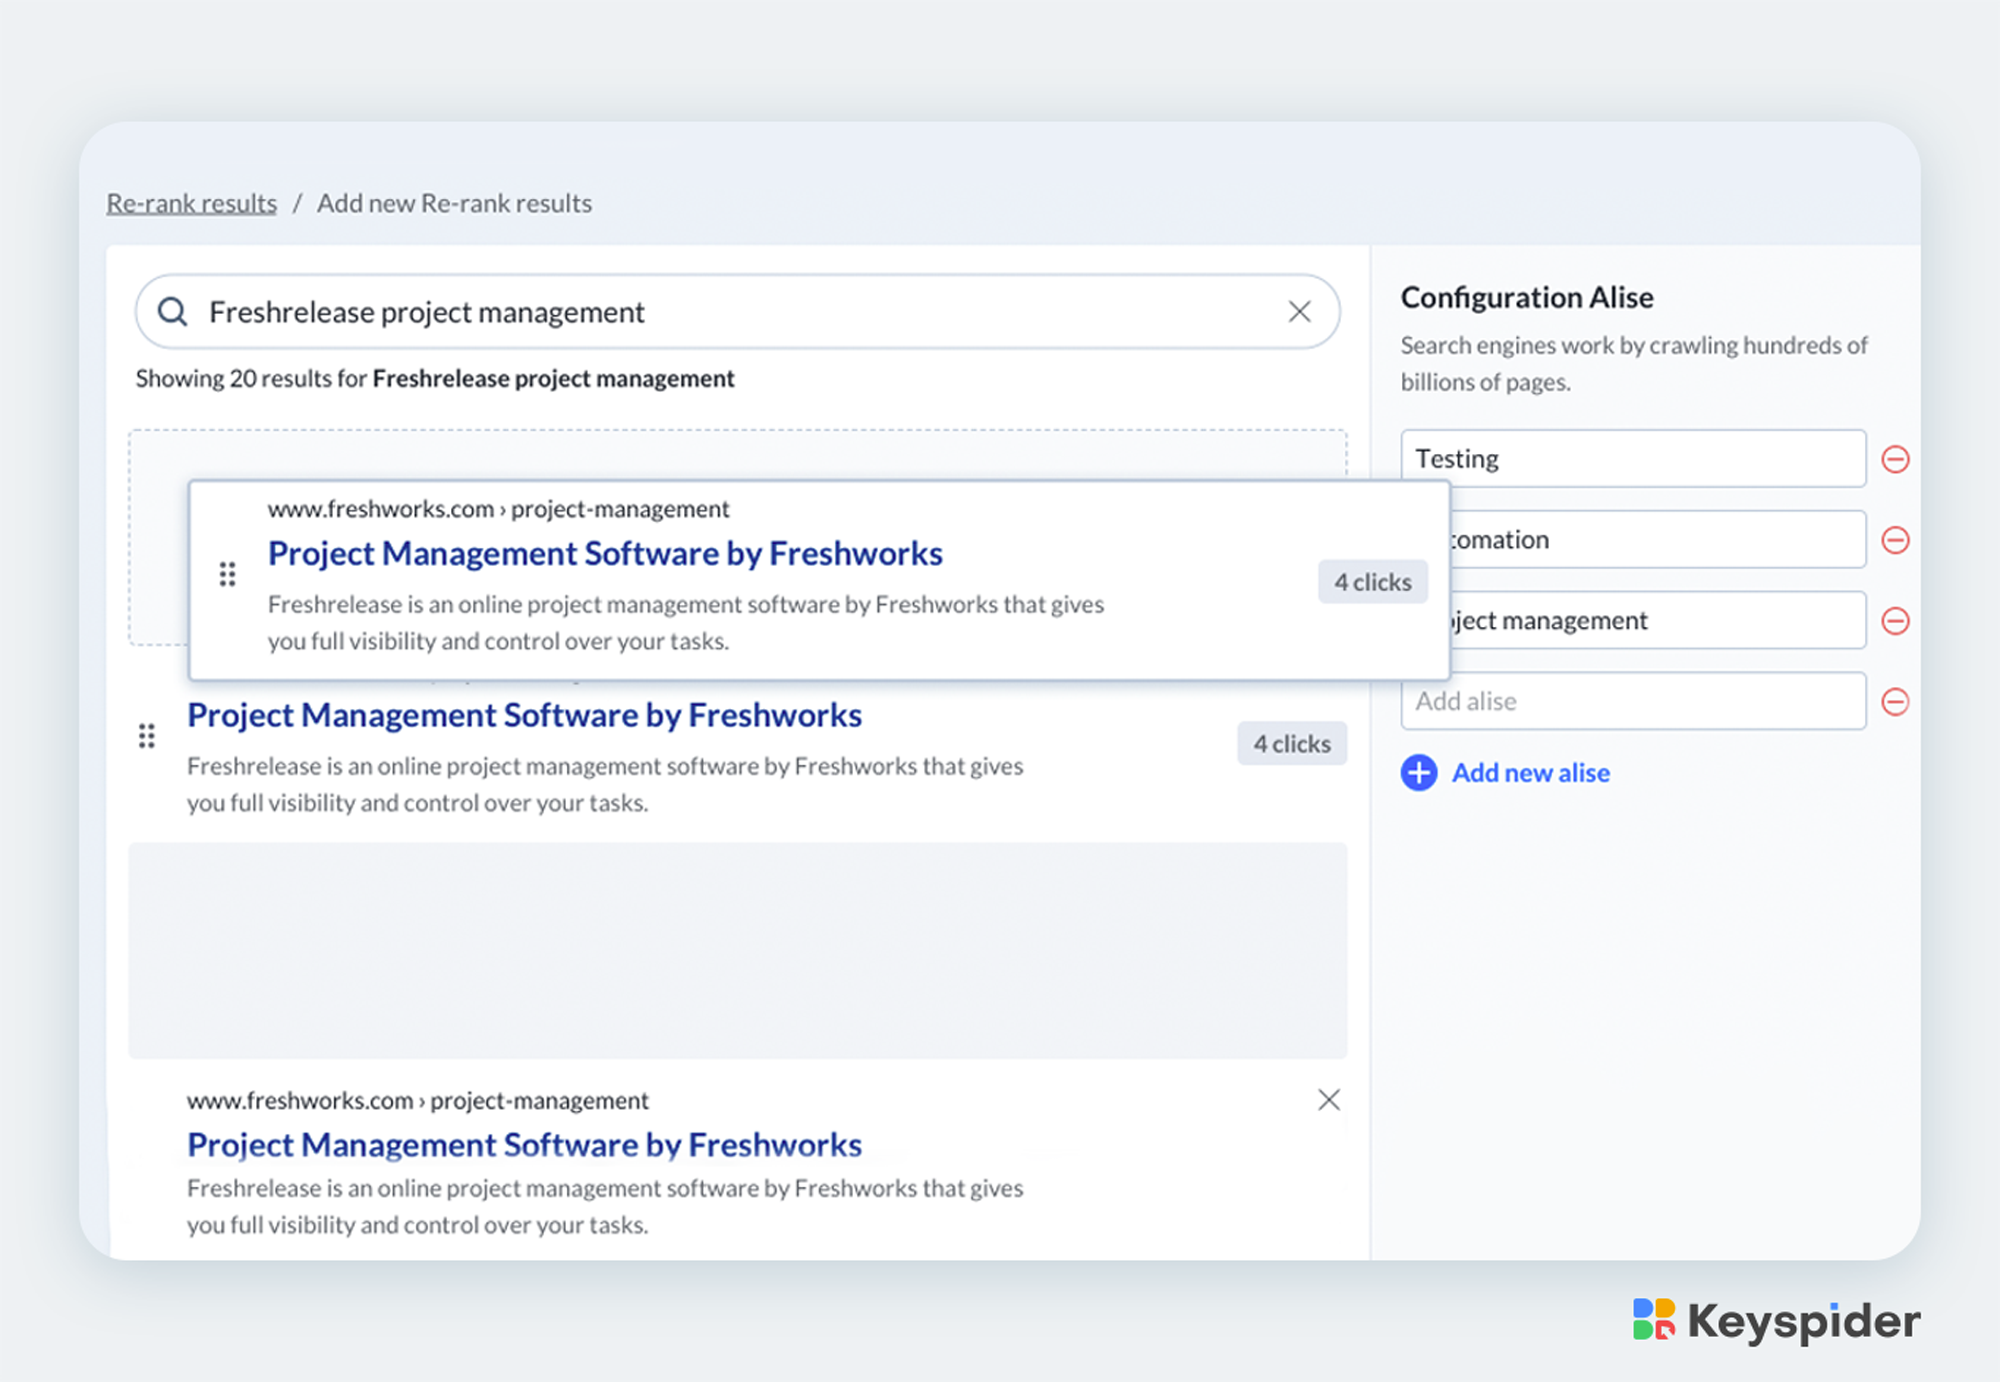 Re-rank results / Add new Re-rank results
Freshrelease project management
Showing 20 results for Freshrelease project management
www.freshworks.com › project-management
Project Management Software by Freshworks
Freshrelease is an online project management software by Freshworks that gives
you full visibility and control over your tasks.
4 clicks
Project Management Software by Freshworks
Freshrelease is an online project management software by Freshworks that gives
you full visibility and control over your tasks.
4 clicks
www.freshworks.com › project-management
Project Management Software by Freshworks
Freshrelease is an online project management software by Freshworks that gives
you full visibility and control over your tasks.
Configuration Alise
Search engines work by crawling hundreds of
billions of pages.
Testing
tomation
ject management
Add alise
Add new alise
Keyspider